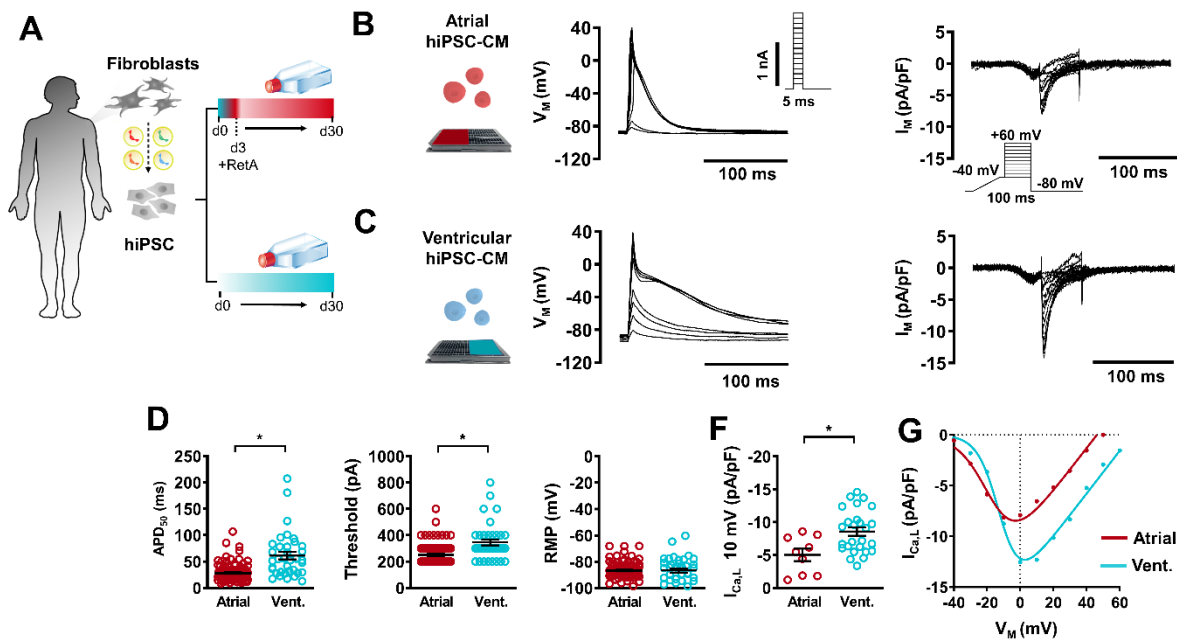 A
Fibroblasts
hiPSC
d0
d30
d3
+RetA
d0
d30
B
Atrial
hiPSC-CM
V_M (mV)
40
0
-40
-80
-120
100 ms
1 nA
5 ms
I_M (pA/pF)
5
0
-5
-10
-15
+60 mV
-40 mV
-80 mV
100 ms
100 ms
C
Ventricular
hiPSC-CM
V_M (mV)
40
0
-40
-80
-120
100 ms
I_M (pA/pF)
5
0
-5
-10
-15
100 ms
D
APD50 (ms)
250
200
150
100
50
0
*
Atrial
Vent.
Threshold (pA)
1000
800
600
400
200
0
*
Atrial
Vent.
RMP (mV)
0
-20
-40
-60
-80
-100
Atrial
Vent.
F
I_Ca,L 10 mV (pA/pF)
-20
-15
-10
-5
0
*
Atrial
Vent.
G
I_Ca,L (pA/pF)
0
-5
-10
-15
-40
-20
0
20
40
60
V_M (mV)
Atrial
Vent.